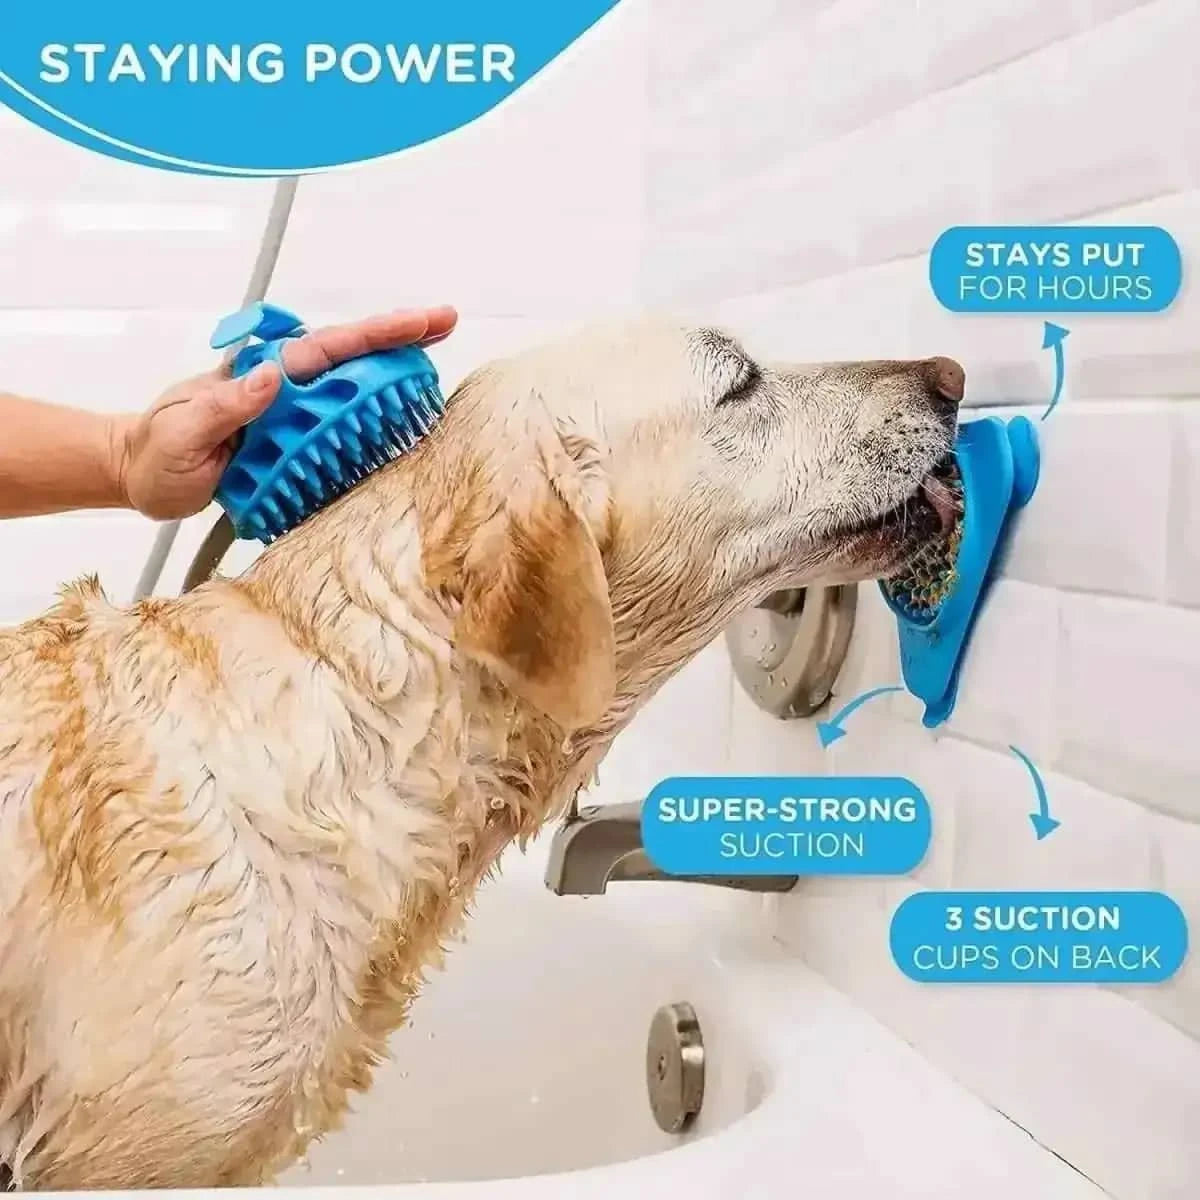 STAYING POWER
STAYS PUT
FOR HOURS
SUPER-STRONG
SUCTION
3 SUCTION
CUPS ON BACK